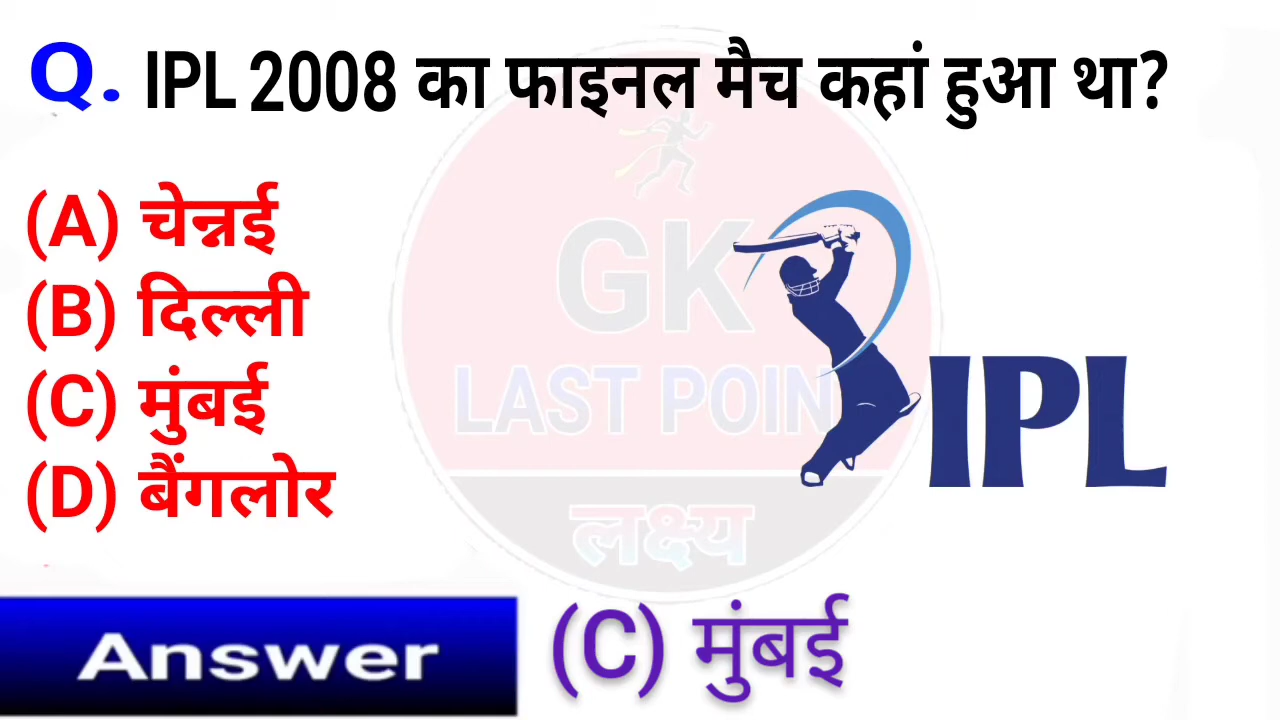 Q. IPL 2008 का फाइनल मैच कहां हुआ था?
(A) चेन्नई
(B) दिल्ली
(C) मुंबई
(D) बैंगलोर
GK
LAST POIN
लक्ष्य
IPL
Answer (C) मुंबई